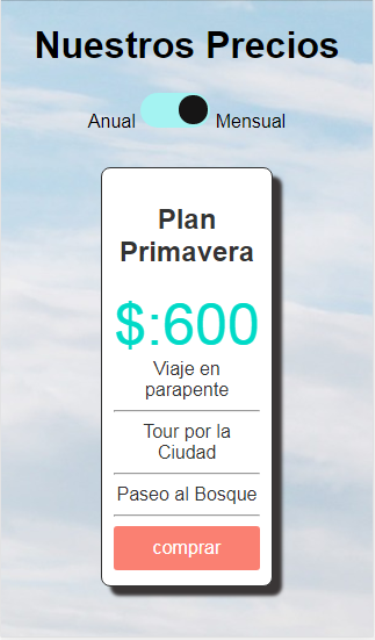 Nuestros Precios
Anual Mensual
Plan
Primavera
$:600
Viaje en
parapente
Tour por la
Ciudad
Paseo al Bosque
comprar